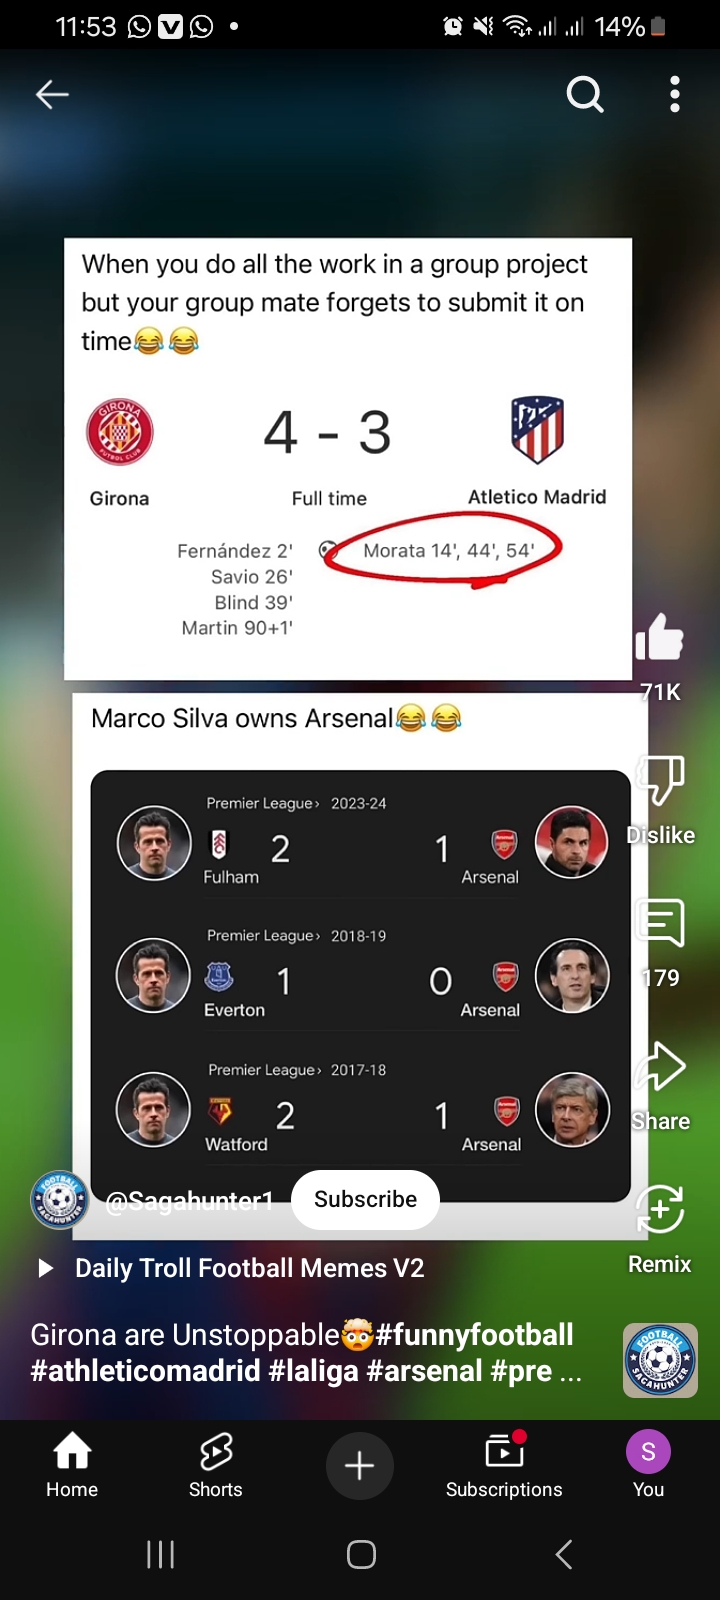 11:53
14%
When you do all the work in a group project
but your group mate forgets to submit it on
time😂😂
GIRONA
FUTBOL CLUB
4 - 3
Girona
Full time
Atletico Madrid
Fernández 2'
Morata 14', 44', 54'
Savio 26'
Blind 39'
Martin 90+1'
71K
Marco Silva owns Arsenal😂😂
Premier League› 2023-24
2 1
Fulham Arsenal
Dislike
Premier League› 2018-19
1 0
Everton Arsenal
179
Premier League› 2017-18
2 1
Watford Arsenal
Share
@Sagahunter1
Subscribe
Remix
Daily Troll Football Memes V2
Girona are Unstoppable🤯#funnyfootball
#athleticomadrid #laliga #arsenal #pre ...
FOOTBALL
SAGAHUNTER
Home
Shorts
Subscriptions
S
You